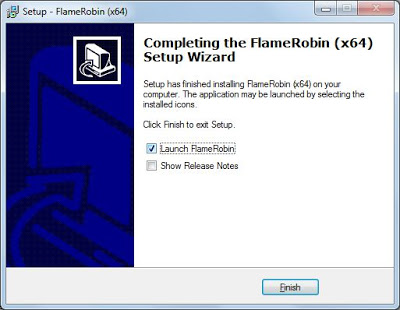 Setup - FlameRobin (x64)
Completing the FlameRobin (x64)
Setup Wizard
Setup has finished installing FlameRobin (x64) on your
computer. The application may be launched by selecting the
installed icons.
Click Finish to exit Setup.
Launch FlameRobin
Show Release Notes
Finish